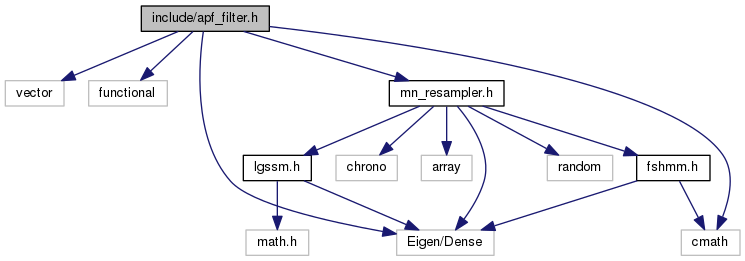 include/apf_filter.h
vector
functional
mn_resampler.h
lgssm.h
chrono
array
random
fshmm.h
math.h
Eigen/Dense
cmath